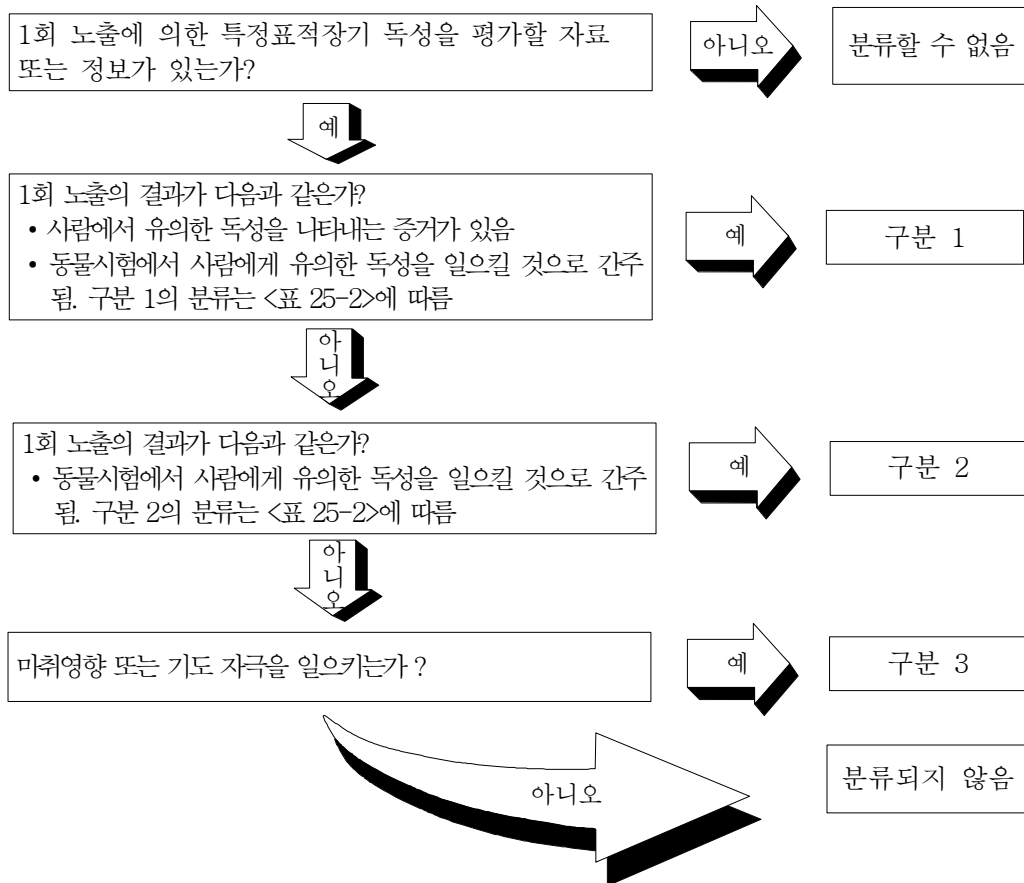 1회 노출에 의한 특정표적장기 독성을 평가할 자료
또는 정보가 있는가?
아니오
분류할 수 없음
예
1회 노출의 결과가 다음과 같은가?
• 사람에서 유의한 독성을 나타내는 증거가 있음
• 동물시험에서 사람에게 유의한 독성을 일으킬 것으로 간주
됨. 구분 1의 분류는 <표 25-2>에 따름
예
구분 1
아
니
오
1회 노출의 결과가 다음과 같은가?
• 동물시험에서 사람에게 유의한 독성을 일으킬 것으로 간주
됨. 구분 2의 분류는 <표 25-2>에 따름
예
구분 2
아
니
오
마취영향 또는 기도 자극을 일으키는가 ?
예
구분 3
아니오
분류되지 않음